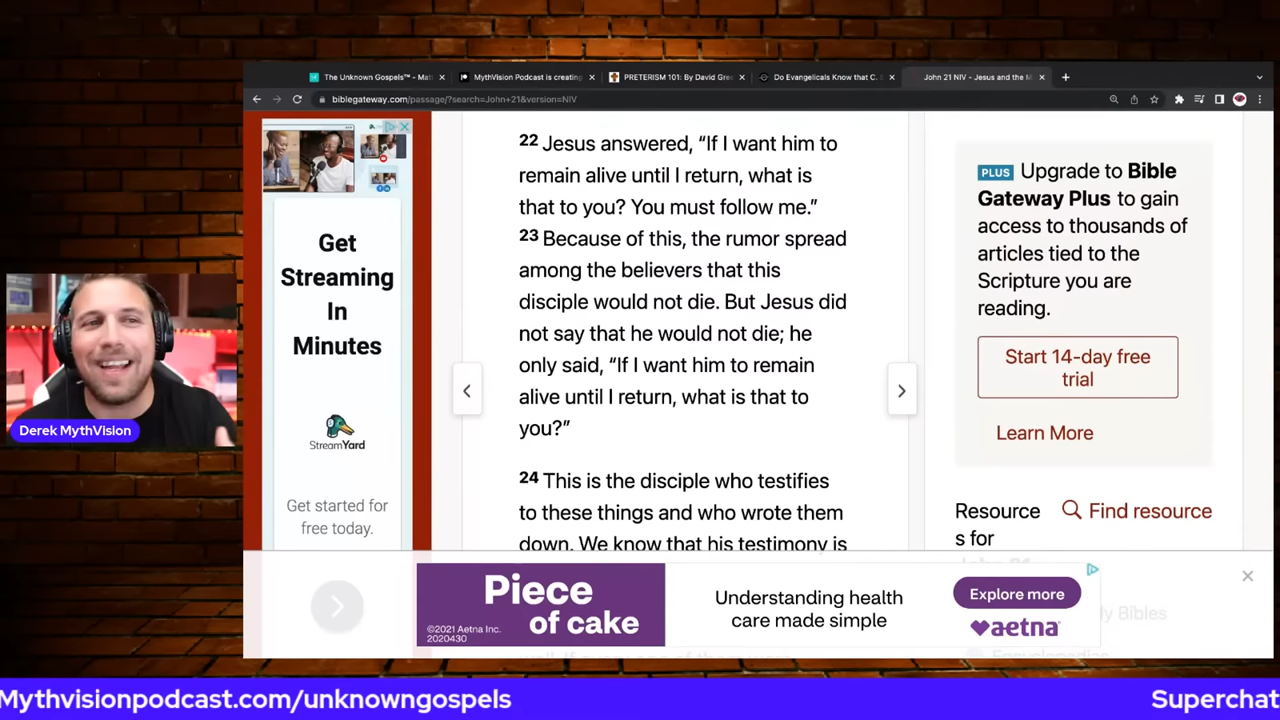 The Unknown Gospels™ - Mat
MythVision Podcast is creating
PRETERISM 101: By David Gree
Do Evangelicals Know that C.
John 21 NIV - Jesus and the M
biblegateway.com/passage/?search=John+21&version=NIV
Get
Streaming
In
Minutes
StreamYard
Get started for
free today.
22 Jesus answered, “If I want him to
remain alive until I return, what is
that to you? You must follow me.”
23 Because of this, the rumor spread
among the believers that this
disciple would not die. But Jesus did
not say that he would not die; he
only said, “If I want him to remain
alive until I return, what is that to
you?”
24 This is the disciple who testifies
to these things and who wrote them
down. We know that his testimony is
PLUS Upgrade to Bible
Gateway Plus to gain
access to thousands of
articles tied to the
Scripture you are
reading.
Start 14-day free
trial
Learn More
Resource
s for
Find resource
Derek MythVision
Piece
of cake
©2021 Aetna Inc.
2020430
Understanding health
care made simple
Explore more
aetna
Mythvisionpodcast.com/unknowngospels
Superchat